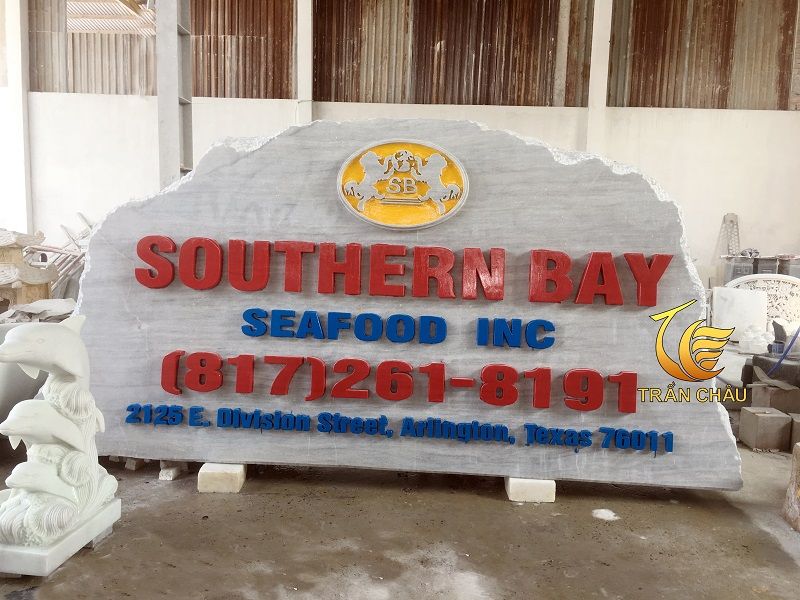 SB
SOUTHERN BAY
SEAFOOD INC
(817)261-8191
TRẦN CHÂU
2125 E. Division Street, Arlington, Texas 76011